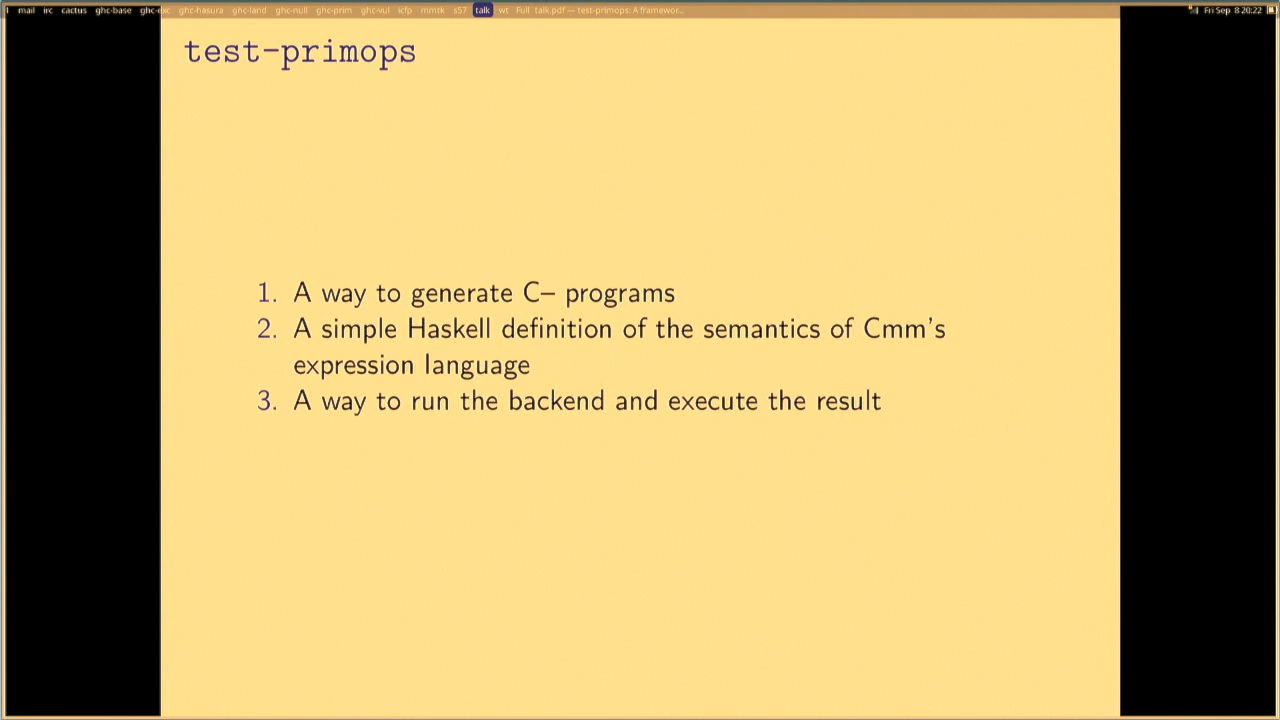 mail irc cactus ghc-base ghc-exc ghc-hasura ghc-land ghc-null ghc-prim ghc-vul icfp mmtk s57 talk wt Full talk.pdf — test-primops: A framewor... Fri Sep 8 20:22
test-primops
1. A way to generate C– programs
2. A simple Haskell definition of the semantics of Cmm's
expression language
3. A way to run the backend and execute the result